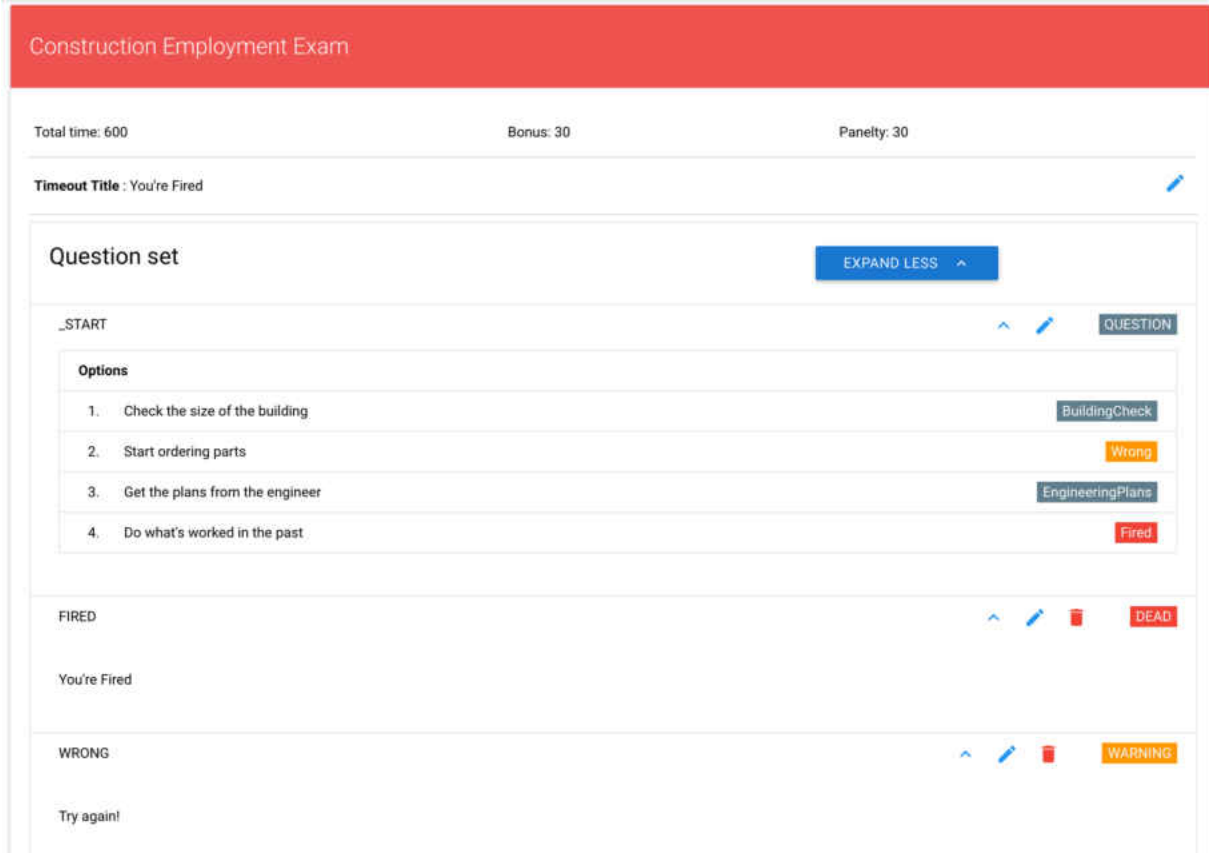 Construction Employment Exam
Total time: 600 Bonus: 30 Panelty: 30
Timeout Title : You're Fired
Question set EXPAND LESS
_START QUESTION
Options
1. Check the size of the building BuildingCheck
2. Start ordering parts Wrong
3. Get the plans from the engineer EngineeringPlans
4. Do what's worked in the past Fired
FIRED DEAD
You're Fired
WRONG WARNING
Try again!